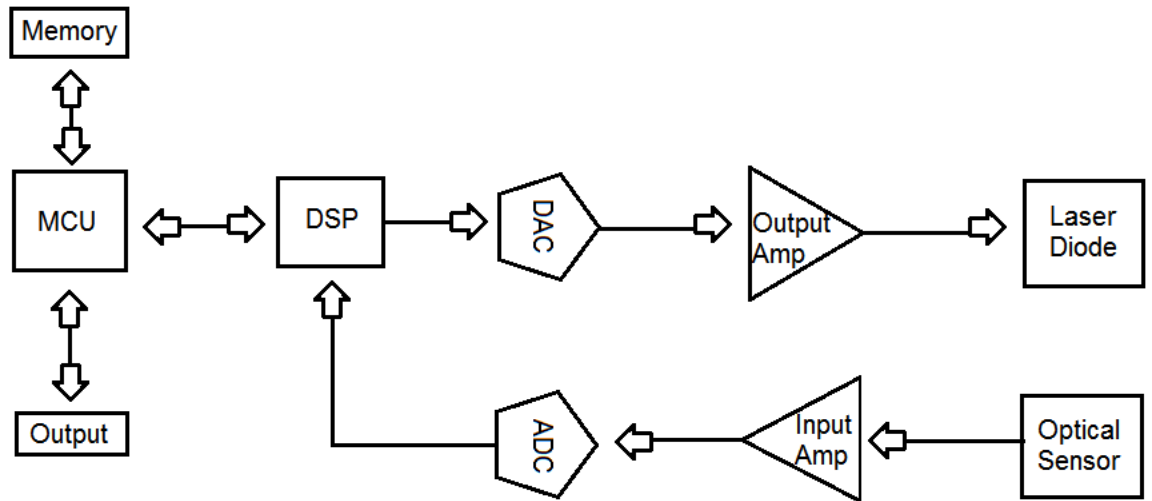 Memory
MCU
DSP
DAC
Output
Amp
Laser
Diode
Output
ADC
Input
Amp
Optical
Sensor